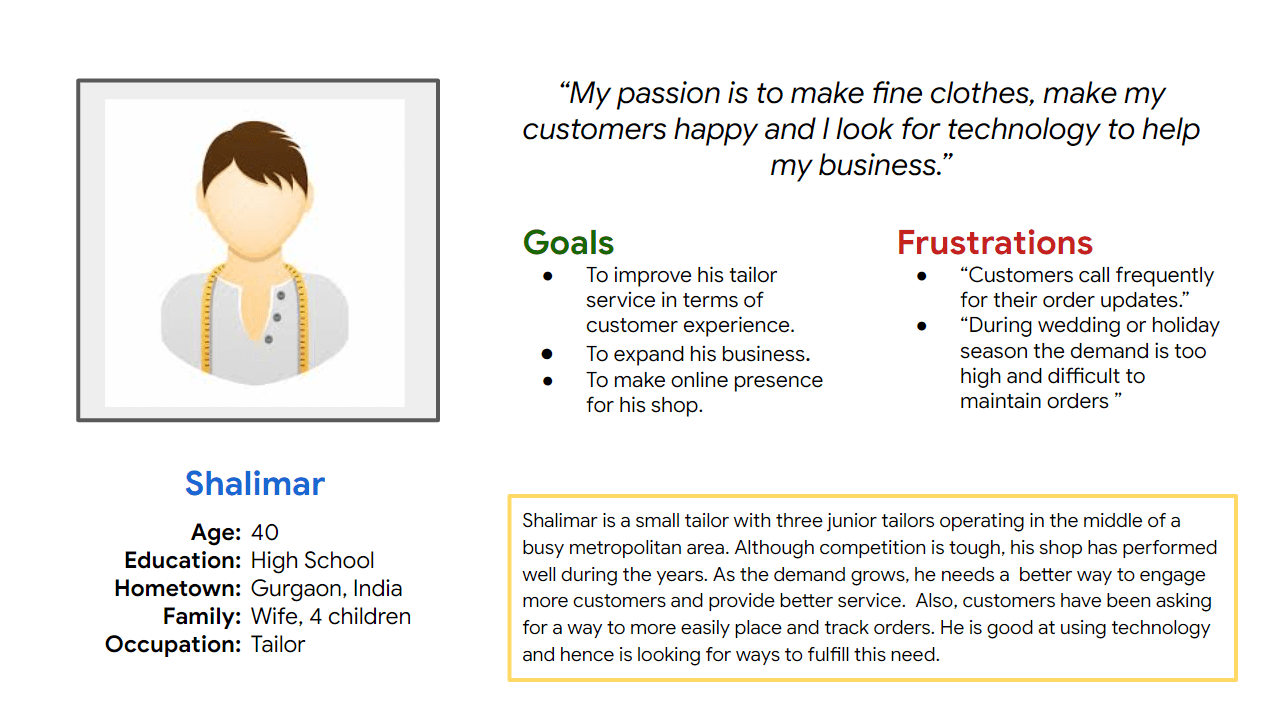 “My passion is to make fine clothes, make my
customers happy and I look for technology to help
my business.”
Goals
● To improve his tailor
service in terms of
customer experience.
● To expand his business.
● To make online presence
for his shop.
Frustrations
● “Customers call frequently
for their order updates.”
● “During wedding or holiday
season the demand is too
high and difficult to
maintain orders ”
Shalimar
Age: 40
Education: High School
Hometown: Gurgaon, India
Family: Wife, 4 children
Occupation: Tailor
Shalimar is a small tailor with three junior tailors operating in the middle of a
busy metropolitan area. Although competition is tough, his shop has performed
well during the years. As the demand grows, he needs a  better way to engage
more customers and provide better service.  Also, customers have been asking
for a way to more easily place and track orders. He is good at using technology
and hence is looking for ways to fulfill this need.